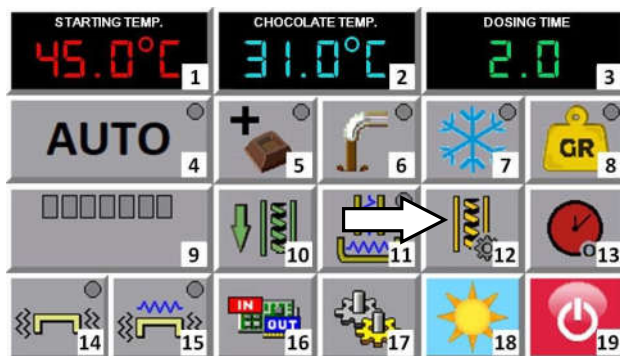 STARTING TEMP. CHOCOLATE TEMP. DOSING TIME
45.0°C 1 31.0°C 2 2.0 3
AUTO 4 + 5 6 7 GR 8
9 10 11 12 13
14 15 IN OUT 16 17 18 19